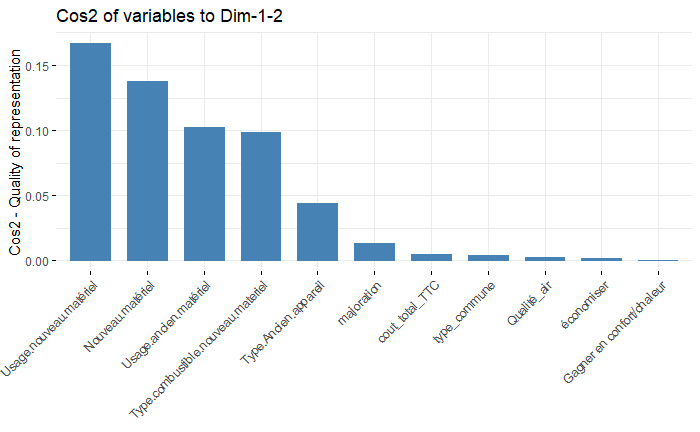 Cos2 of variables to Dim-1-2
Cos2 - Quality of representation
0.15
0.10
0.05
0.00
Usage.nouveau.matériel
Nouveau.matériel
Usage.ancien.matériel
Type.combustible.nouveau.materiel
Type.Ancien.appareil
majoration
cout_total_TTC
type_commune
Qualité_air
économiser
Gagner en confort/chaleur